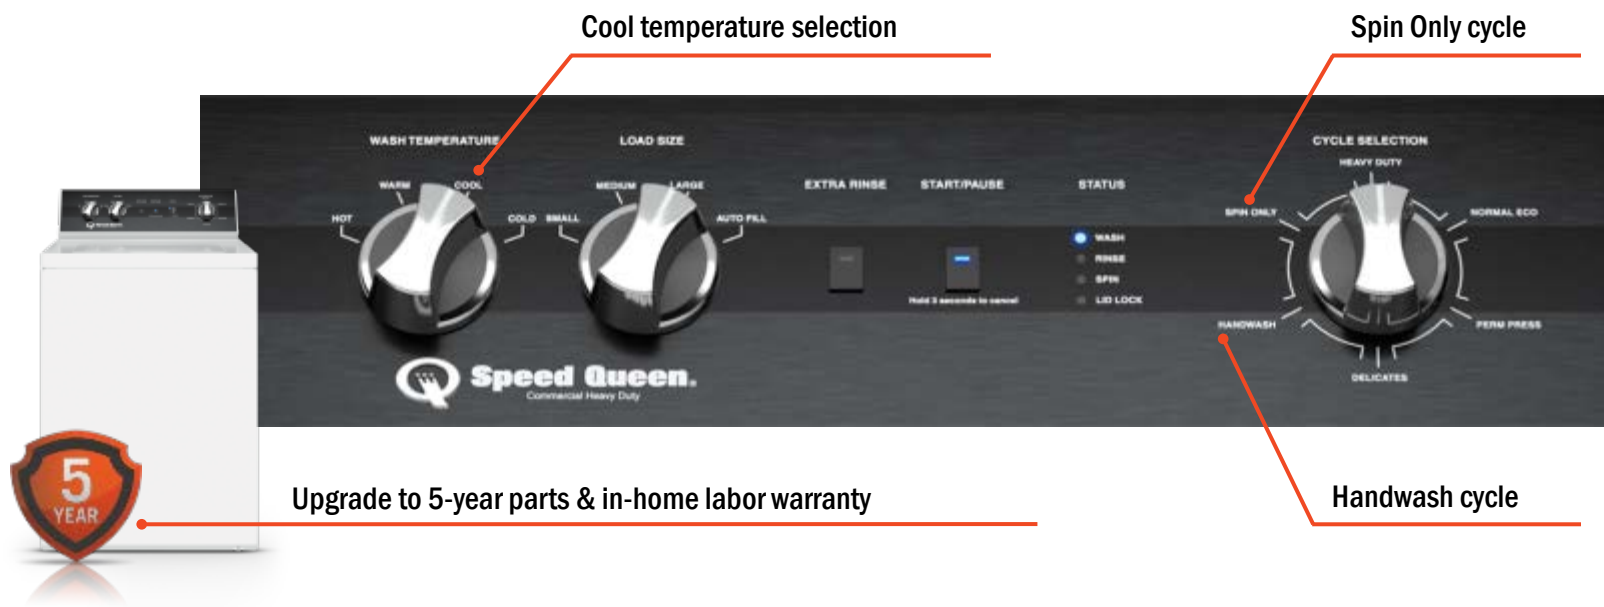 Cool temperature selection
Spin Only cycle
WASH TEMPERATURE
LOAD SIZE
CYCLE SELECTION
HEAVY DUTY
WARM
COOL
MEDIUM
LARGE
EXTRA RINSE
START/PAUSE
STATUS
HOT
COLD
SMALL
AUTO FILL
SPIN ONLY
NORMAL ECO
WASH
RINSE
SPIN
LID LOCK
Hold 3 seconds to cancel
HANDWASH
PERM PRESS
DELICATES
Speed Queen.
Commercial Heavy Duty
5
YEAR
Upgrade to 5-year parts & in-home labor warranty
Handwash cycle